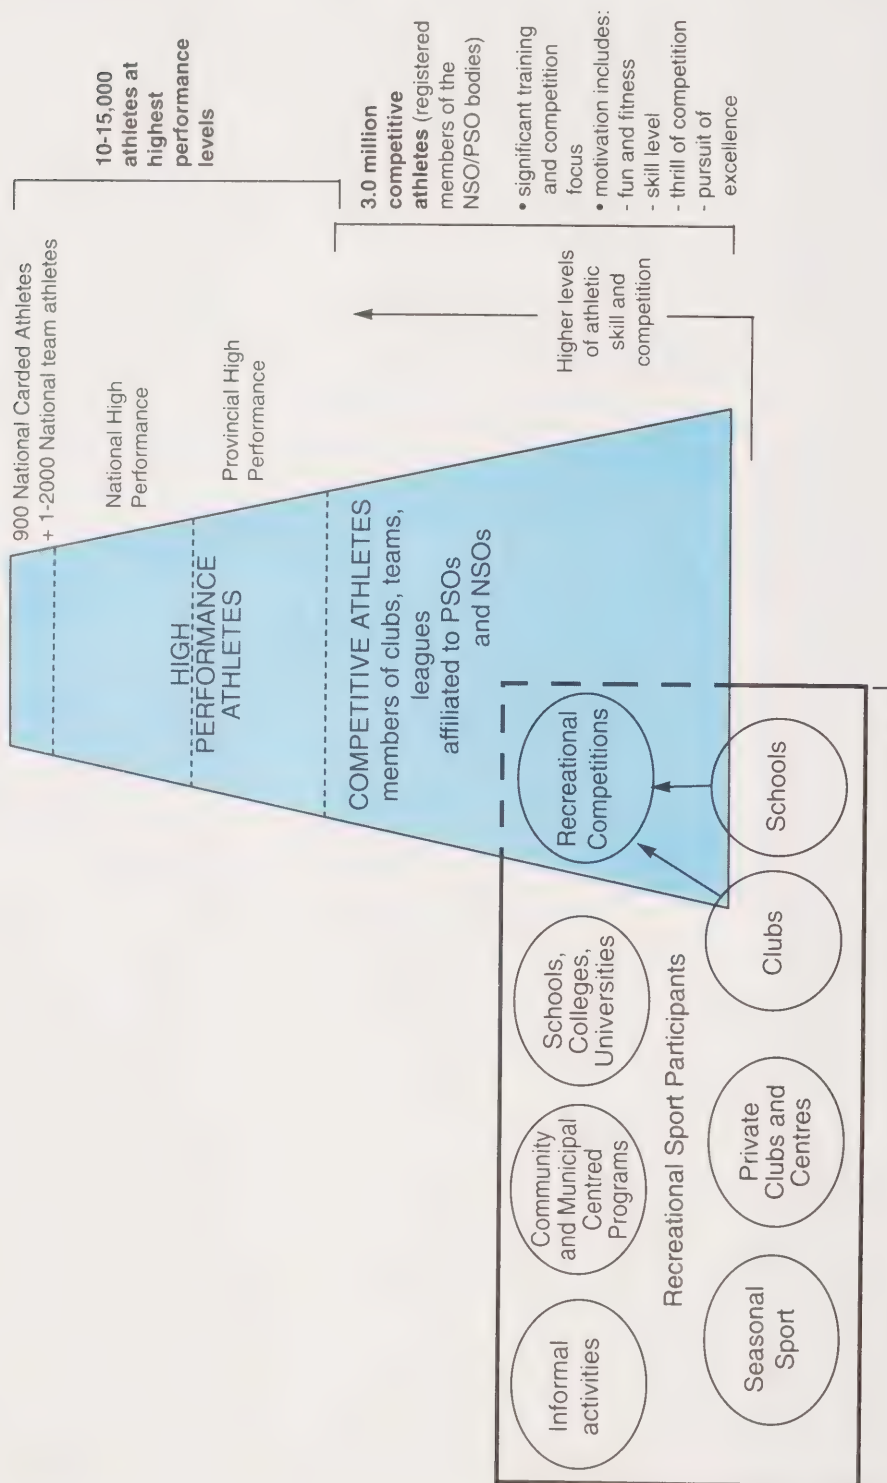 900 National Carded Athletes
+ 1-2000 National team athletes
National High
Performance
Provincial High
Performance
10-15,000
athletes at
highest
performance
levels
HIGH
PERFORMANCE
ATHLETES
COMPETITIVE ATHLETES
members of clubs, teams,
leagues
affiliated to PSOs
and NSOs
Higher levels
of athletic
skill and
competition
3.0 million
competitive
athletes (registered
members of the
NSO/PSO bodies)
• significant training
and competition
focus
• motivation includes:
- fun and fitness
- skill level
- thrill of competition
- pursuit of
excellence
Informal
activities
Community
and Municipal
Centred
Programs
Schools,
Colleges,
Universities
Recreational
Competitions
Recreational Sport Participants
Seasonal
Sport
Private
Clubs and
Centres
Clubs
Schools